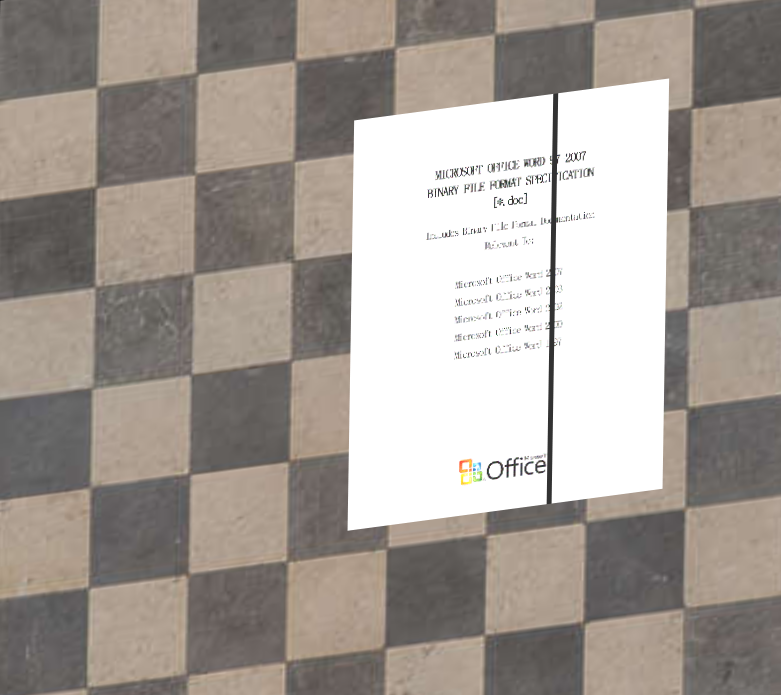 MICROSOFT OFFICE WORD 97 2007
BINARY FILE FORMAT SPECIFICATION
[*.doc]
Includes Binary File Format Documentation
Relevant To:
Microsoft Office Word 2007
Microsoft Office Word 2003
Microsoft Office Word 2002
Microsoft Office Word 2000
Microsoft Office Word 1997
Microsoft
Office